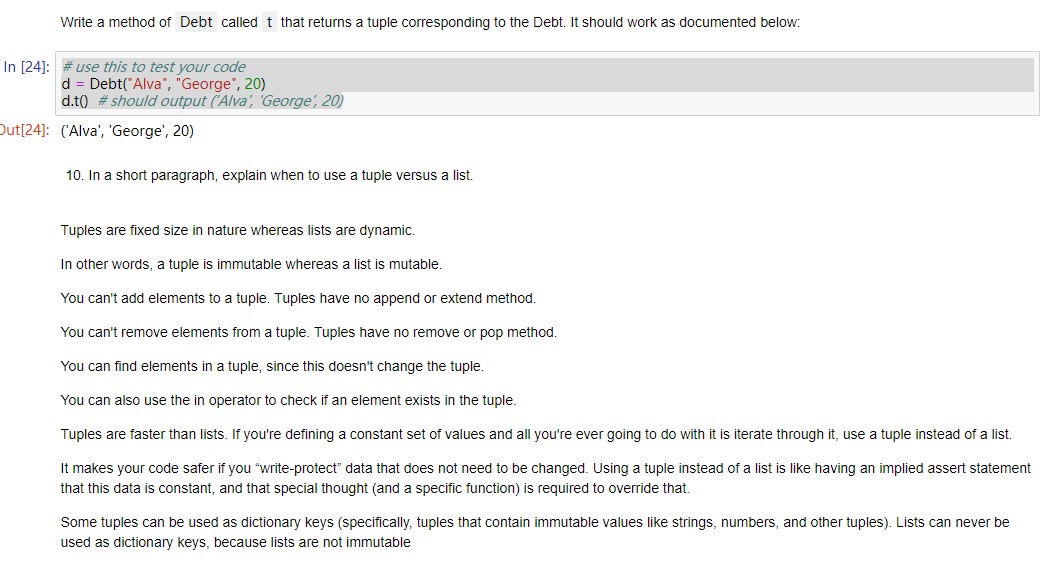 Write a method of Debt called t that returns a tuple corresponding to the Debt. It should work as documented below:
In [24]: # use this to test your code
d = Debt("Alva", "George", 20)
d.t() # should output ('Alva', 'George', 20)
Out[24]: ('Alva', 'George', 20)
10. In a short paragraph, explain when to use a tuple versus a list.
Tuples are fixed size in nature whereas lists are dynamic.
In other words, a tuple is immutable whereas a list is mutable.
You can't add elements to a tuple. Tuples have no append or extend method.
You can't remove elements from a tuple. Tuples have no remove or pop method.
You can find elements in a tuple, since this doesn't change the tuple.
You can also use the in operator to check if an element exists in the tuple.
Tuples are faster than lists. If you're defining a constant set of values and all you're ever going to do with it is iterate through it, use a tuple instead of a list.
It makes your code safer if you “write-protect” data that does not need to be changed. Using a tuple instead of a list is like having an implied assert statement
that this data is constant, and that special thought (and a specific function) is required to override that.
Some tuples can be used as dictionary keys (specifically, tuples that contain immutable values like strings, numbers, and other tuples). Lists can never be
used as dictionary keys, because lists are not immutable